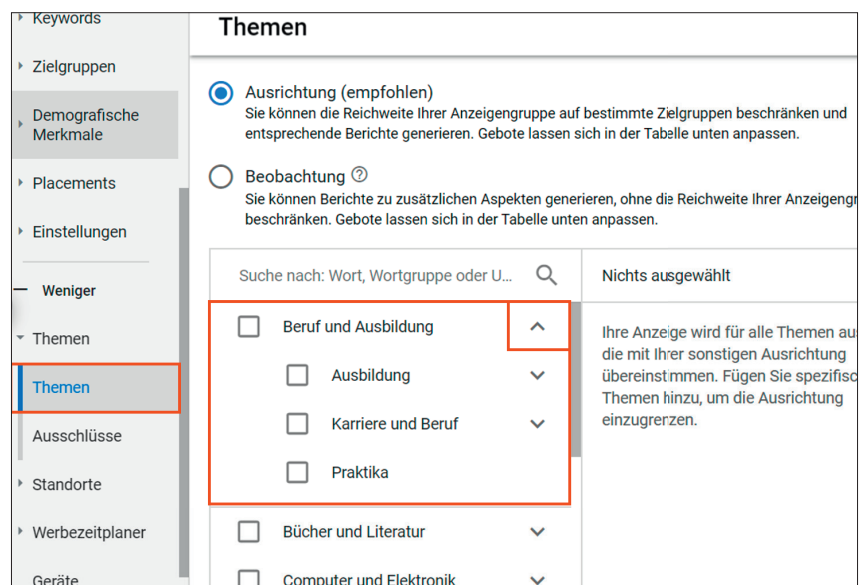 Keywords
Zielgruppen
Demografische
Merkmale
Placements
Einstellungen
Weniger
Themen
Themen
Ausschlüsse
Standorte
Werbezeitplaner
Geräte
Themen
Ausrichtung (empfohlen)
Sie können die Reichweite Ihrer Anzeigengruppe auf bestimmte Zielgruppen beschränken und
entsprechende Berichte generieren. Gebote lassen sich in der Tabelle unten anpassen.
Beobachtung
Sie können Berichte zu zusätzlichen Aspekten generieren, ohne die Reichweite Ihrer Anzeigengr
beschränken. Gebote lassen sich in der Tabelle unten anpassen.
Suche nach: Wort, Wortgruppe oder U...
Beruf und Ausbildung
Ausbildung
Karriere und Beruf
Praktika
Bücher und Literatur
Computer und Elektronik
Nichts ausgewählt
Ihre Anzeige wird für alle Themen au
die mit Ihrer sonstigen Ausrichtung
übereinstimmen. Fügen Sie spezifisc
Themen hinzu, um die Ausrichtung
einzugrenzen.